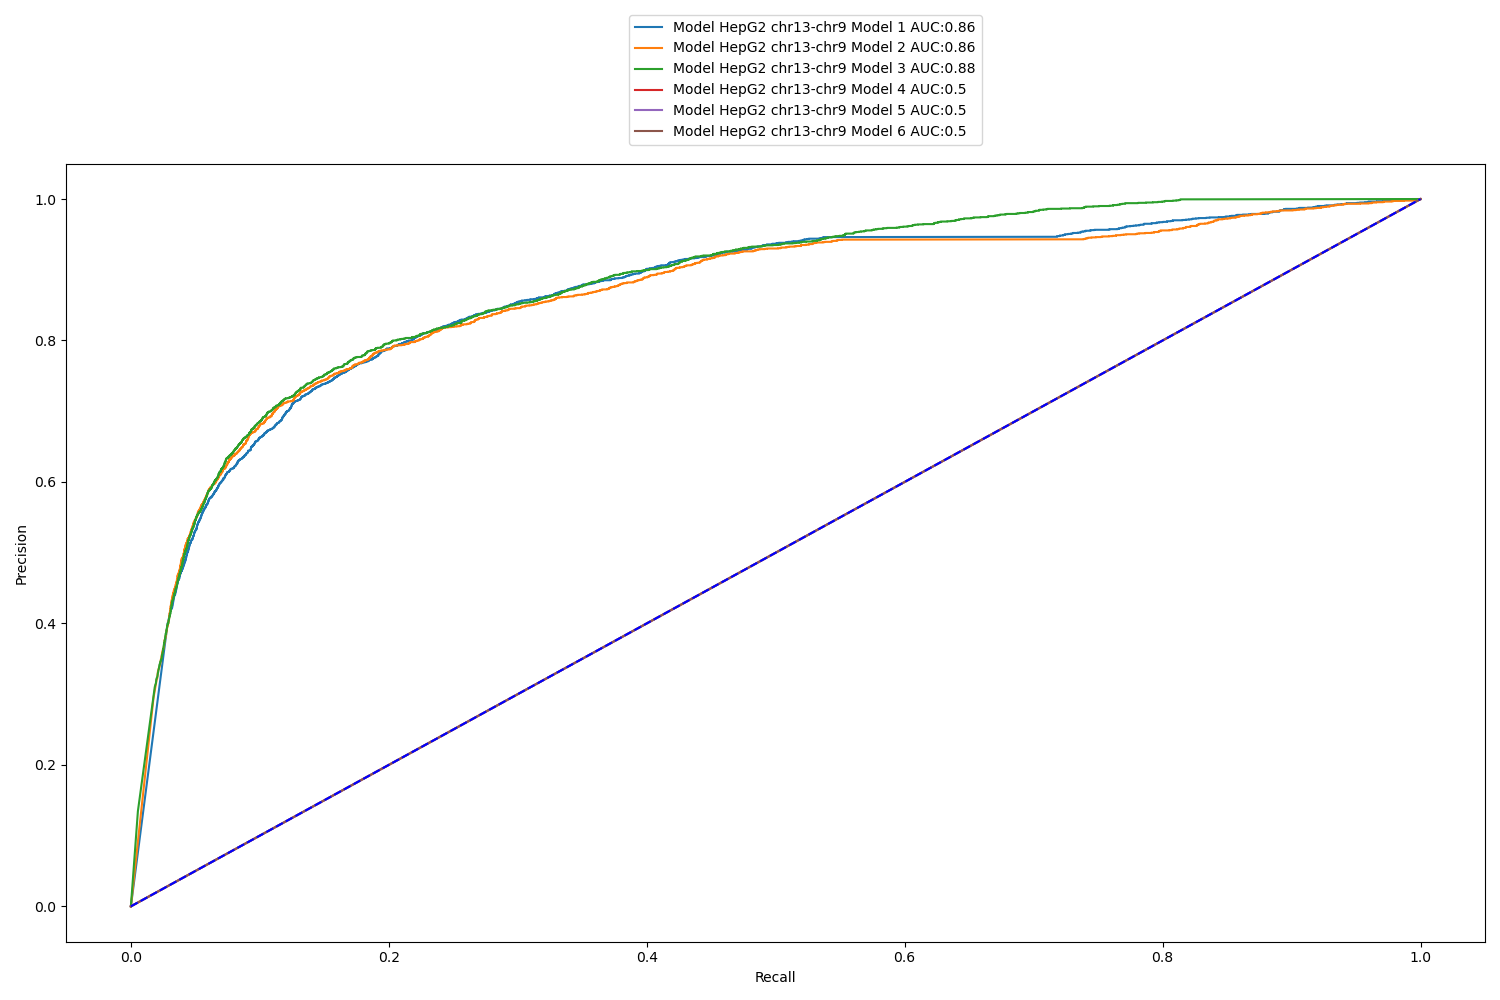 Model HepG2 chr13-chr9 Model 1 AUC:0.86
Model HepG2 chr13-chr9 Model 2 AUC:0.86
Model HepG2 chr13-chr9 Model 3 AUC:0.88
Model HepG2 chr13-chr9 Model 4 AUC:0.5
Model HepG2 chr13-chr9 Model 5 AUC:0.5
Model HepG2 chr13-chr9 Model 6 AUC:0.5
1.0
0.8
0.6
0.4
0.2
0.0
Precision
0.0 0.2 0.4 0.6 0.8 1.0
Recall